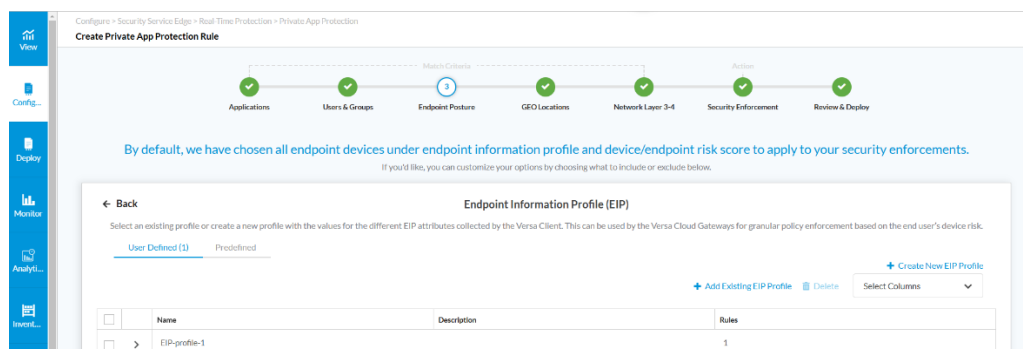 Configure > Security Service Edge > Real-Time Protection > Private App Protection
Create Private App Protection Rule
View
Config...
Deploy
Monitor
Analyti...
Invent...
Match Criteria
Action
3
Applications
Users & Groups
Endpoint Posture
GEO Locations
Network Layer 3-4
Security Enforcement
Review & Deploy
By default, we have chosen all endpoint devices under endpoint information profile and device/endpoint risk score to apply to your security enforcements.
If you'd like, you can customize your options by choosing what to include or exclude below.
← Back
Endpoint Information Profile (EIP)
Select an existing profile or create a new profile with the values for the different EIP attributes collected by the Versa Client. This can be used by the Versa Cloud Gateways for granular policy enforcement based on the end user's device risk.
User Defined (1)
Predefined
+ Create New EIP Profile
+ Add Existing EIP Profile
Delete
Select Columns
Name
Description
Rules
EIP-profile-1
1